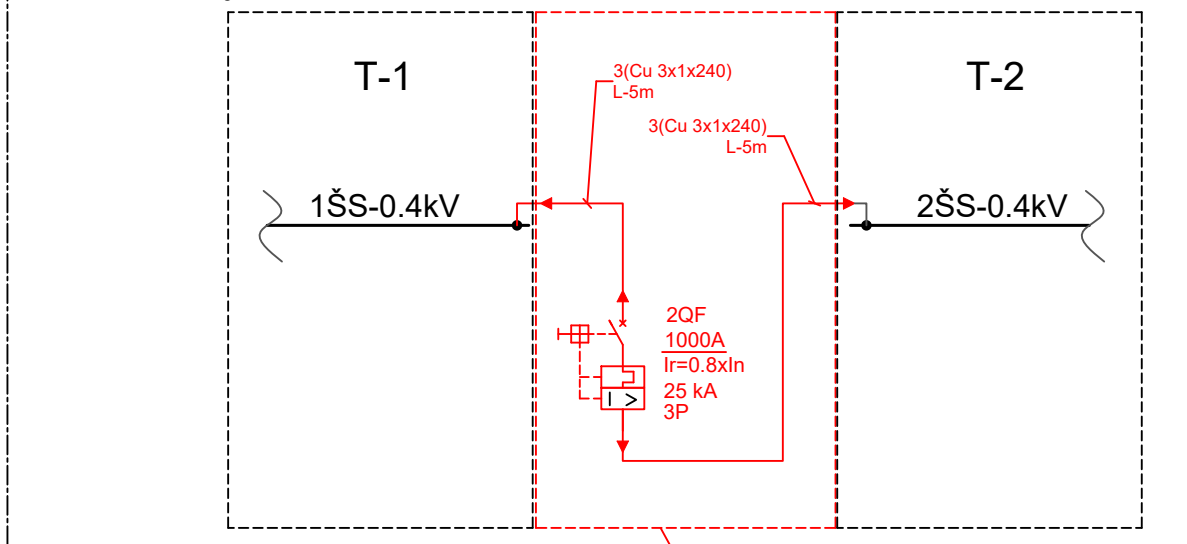 T-1
T-2
3(Cu 3x1x240)
L-5m
3(Cu 3x1x240)
L-5m
1ŠS-0.4kV
2ŠS-0.4kV
2QF
1000A
Ir=0.8xIn
25 kA
3P
I >